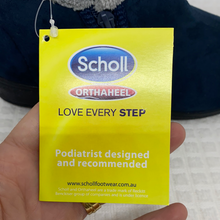 Scholl
ORTHAHEEL
LOVE EVERY STEP
Podiatrist designed
and recommended
www.schollfootwear.com.au